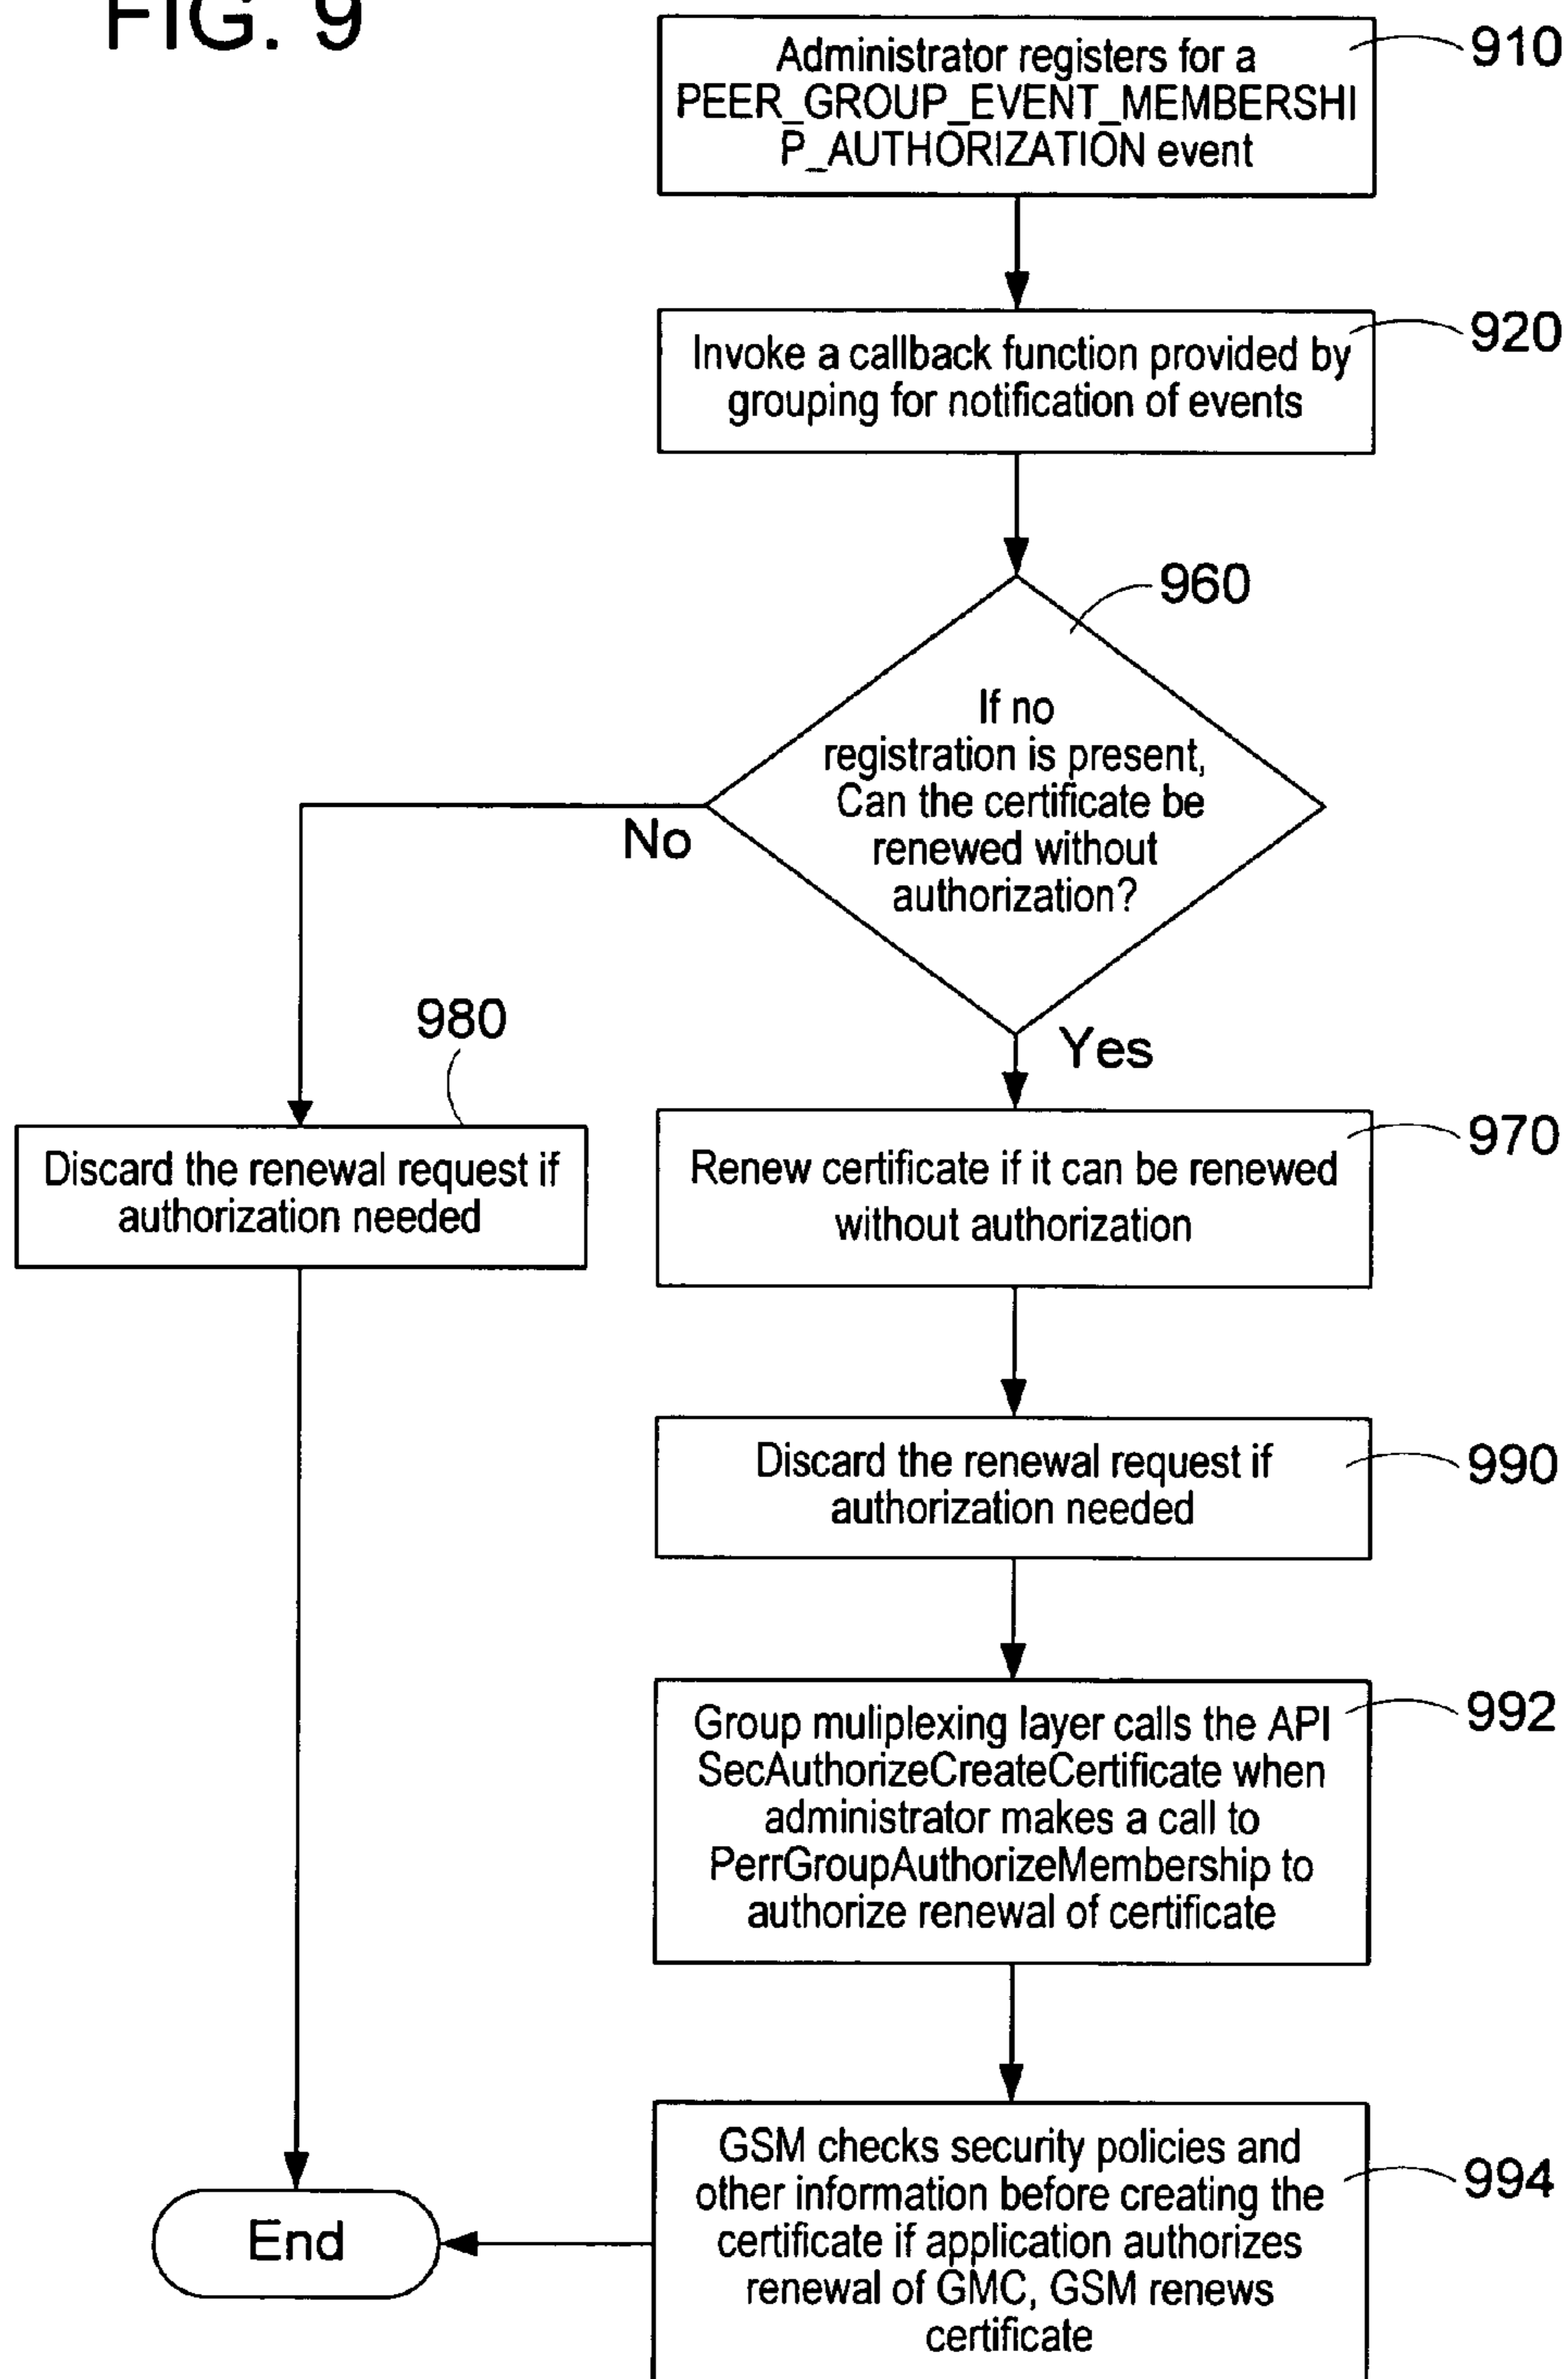 FIG. 9
Administrator registers for a
PEER_GROUP_EVENT_MEMBERSHI
P_AUTHORIZATION event
910
Invoke a callback function provided by
grouping for notification of events
920
960
If no
registration is present,
Can the certificate be
renewed without
authorization?
No
Yes
980
Discard the renewal request if
authorization needed
Renew certificate if it can be renewed
without authorization
970
Discard the renewal request if
authorization needed
990
Group muliplexing layer calls the API
SecAuthorizeCreateCertificate when
administrator makes a call to
PerrGroupAuthorizeMembership to
authorize renewal of certificate
992
GSM checks security policies and
other information before creating the
certificate if application authorizes
renewal of GMC, GSM renews
certificate
994
End